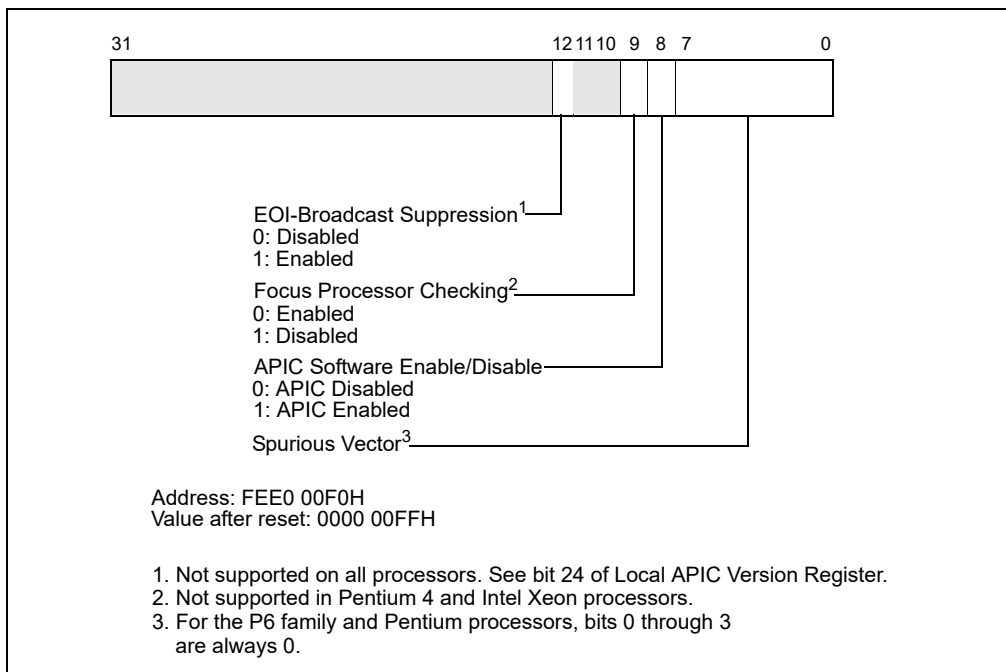 31 12 11 10 9 8 7 0
EOI-Broadcast Suppression1
0: Disabled
1: Enabled
Focus Processor Checking2
0: Enabled
1: Disabled
APIC Software Enable/Disable
0: APIC Disabled
1: APIC Enabled
Spurious Vector3
Address: FEE0 00F0H
Value after reset: 0000 00FFH
1. Not supported on all processors. See bit 24 of Local APIC Version Register.
2. Not supported in Pentium 4 and Intel Xeon processors.
3. For the P6 family and Pentium processors, bits 0 through 3
are always 0.